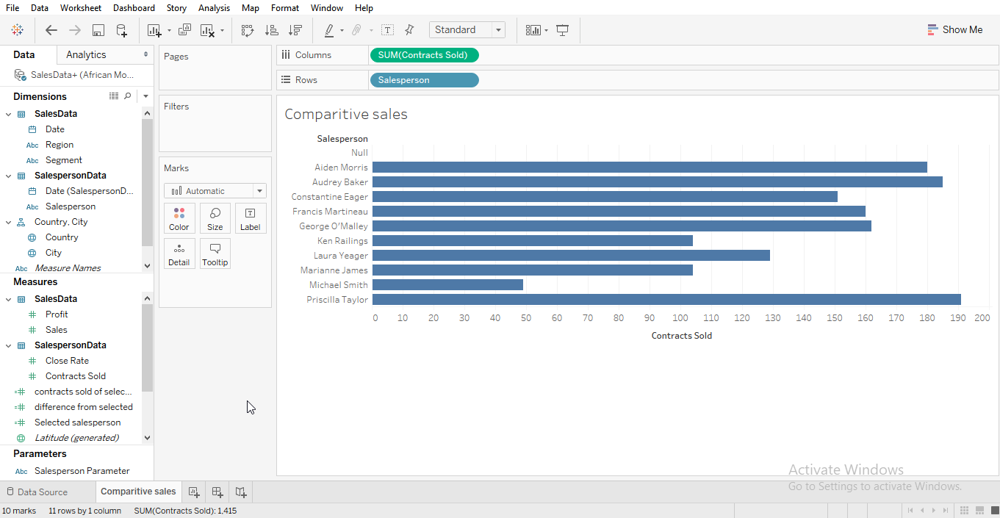 File Data Worksheet Dashboard Story Analysis Map Format Window Help
Standard
Show Me
Data Analytics
SalesData+ (African Mo...
Dimensions
SalesData
Date
Abc Region
Abc Segment
SalespersonData
Date (SalespersonD...
Abc Salesperson
Country, City
Country
City
Abc Measure Names
Measures
SalesData
Profit
Sales
SalespersonData
Close Rate
Contracts Sold
contracts sold of selec...
difference from selected
Selected salesperson
Latitude (generated)
Parameters
Abc Salesperson Parameter
Pages
Filters
Marks
Automatic
Color Size Label
Detail Tooltip
Columns SUM(Contracts Sold)
Rows Salesperson
Comparitive sales
Salesperson
Null
Aiden Morris
Audrey Baker
Constantine Eager
Francis Martineau
George O'Malley
Ken Railings
Laura Yeager
Marianne James
Michael Smith
Priscilla Taylor
0 10 20 30 40 50 60 70 80 90 100 110 120 130 140 150 160 170 180 190 200
Contracts Sold
Activate Windows
Go to Settings to activate Windows.
Data Source Comparitive sales
10 marks 11 rows by 1 column SUM(Contracts Sold): 1,415